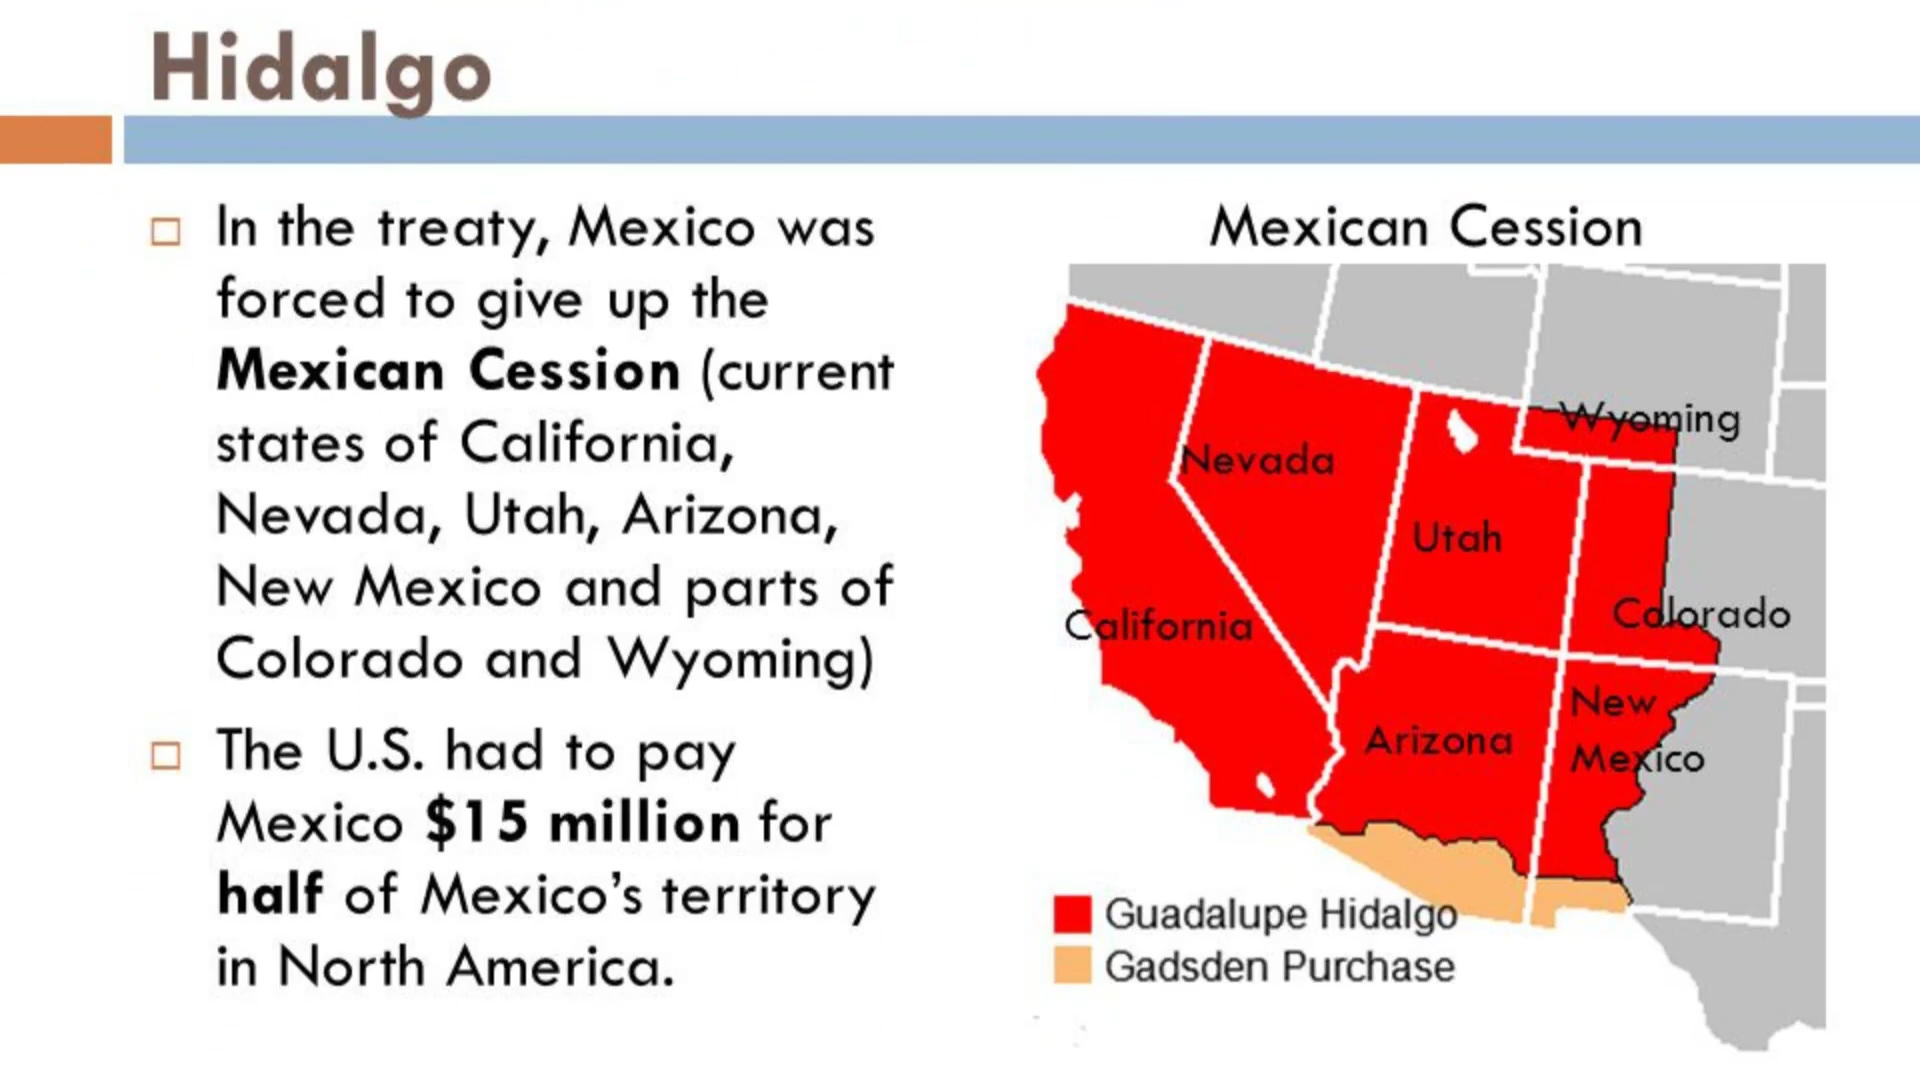 Hidalgo
In the treaty, Mexico was
forced to give up the
Mexican Cession (current
states of California,
Nevada, Utah, Arizona,
New Mexico and parts of
Colorado and Wyoming)
The U.S. had to pay
Mexico $15 million for
half of Mexico's territory
in North America.
Mexican Cession
Wyoming
Nevada
Utah
California
Colorado
New
Mexico
Arizona
Guadalupe Hidalgo
Gadsden Purchase